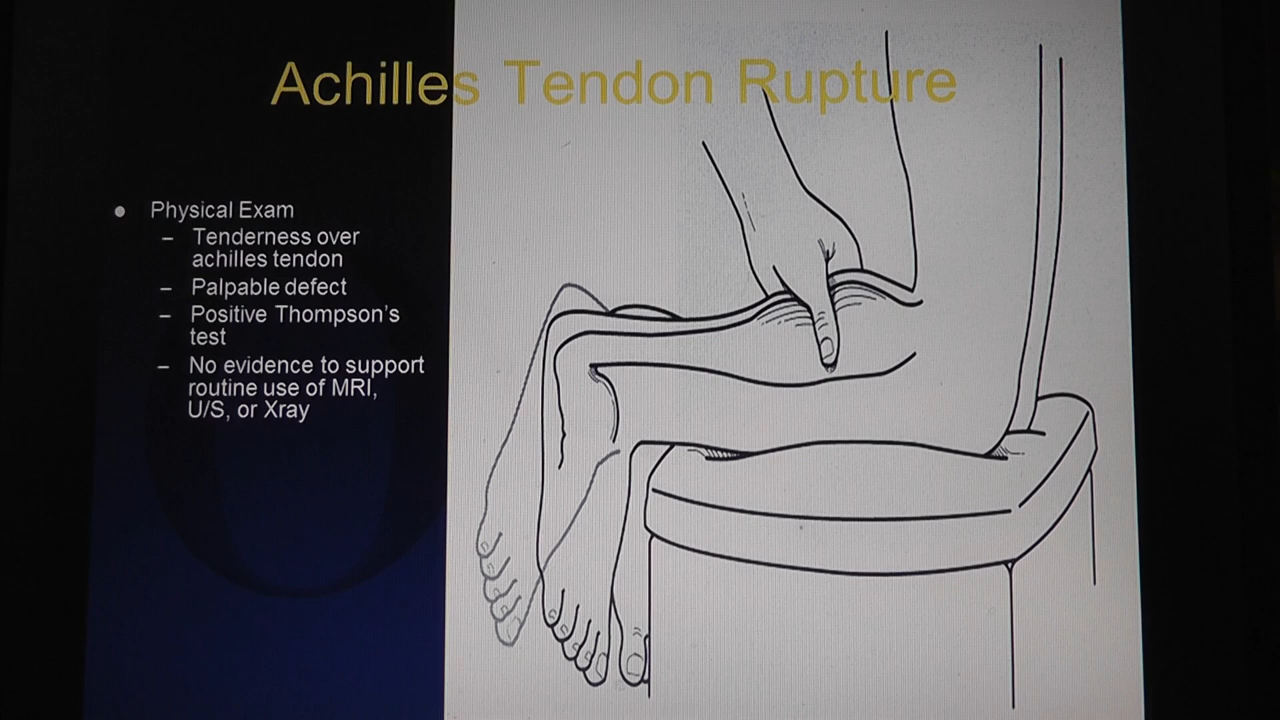 Achilles Tendon Rupture
● Physical Exam
– Tenderness over
achilles tendon
– Palpable defect
– Positive Thompson's
test
– No evidence to support
routine use of MRI,
U/S, or Xray